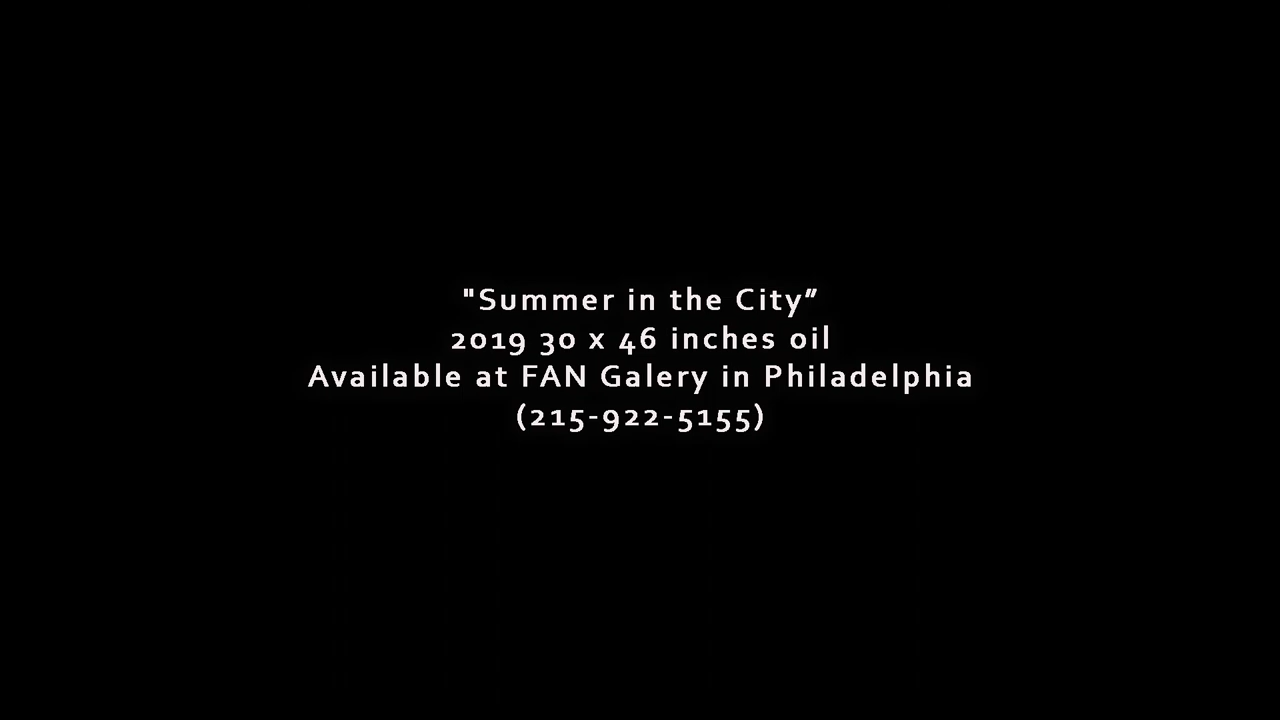 "Summer in the City”
2019 30 x 46 inches oil
Available at FAN Galery in Philadelphia
(215-922-5155)